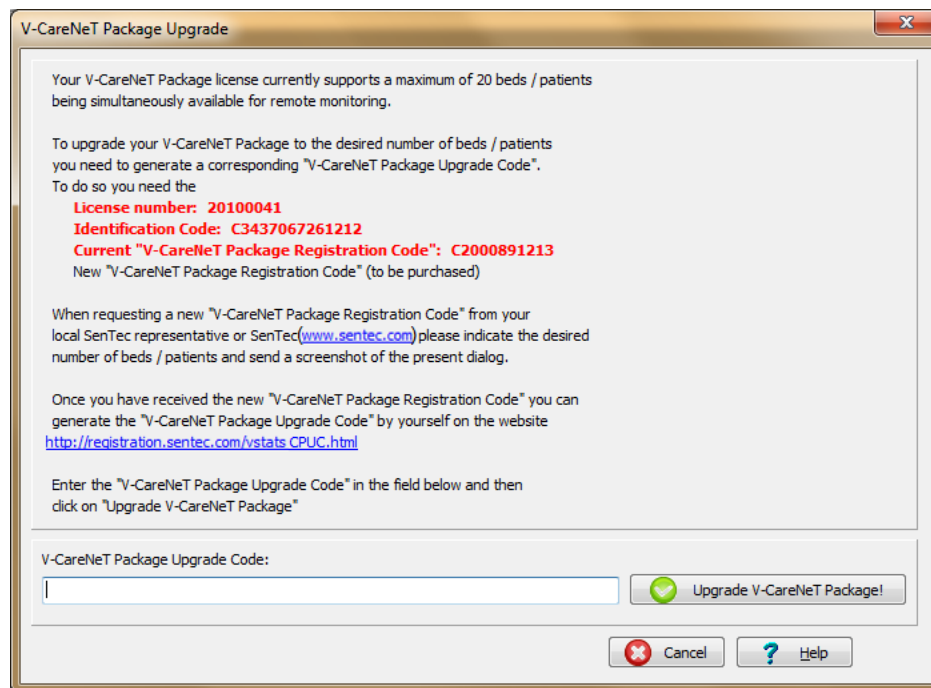 V-CareNeT Package Upgrade
Your V-CareNeT Package license currently supports a maximum of 20 beds / patients
being simultaneously available for remote monitoring.
To upgrade your V-CareNeT Package to the desired number of beds / patients
you need to generate a corresponding "V-CareNeT Package Upgrade Code".
To do so you need the
License number: 20100041
Identification Code: C3437067261212
Current "V-CareNeT Package Registration Code": C2000891213
New "V-CareNeT Package Registration Code" (to be purchased)
When requesting a new "V-CareNeT Package Registration Code" from your
local SenTec representative or SenTec(www.sentec.com) please indicate the desired
number of beds / patients and send a screenshot of the present dialog.
Once you have received the new "V-CareNeT Package Registration Code" you can
generate the "V-CareNeT Package Upgrade Code" by yourself on the website
http://registration.sentec.com/vstats CPUC.html
Enter the "V-CareNeT Package Upgrade Code" in the field below and then
click on "Upgrade V-CareNeT Package"
V-CareNeT Package Upgrade Code:
Upgrade V-CareNeT Package!
Cancel
Help